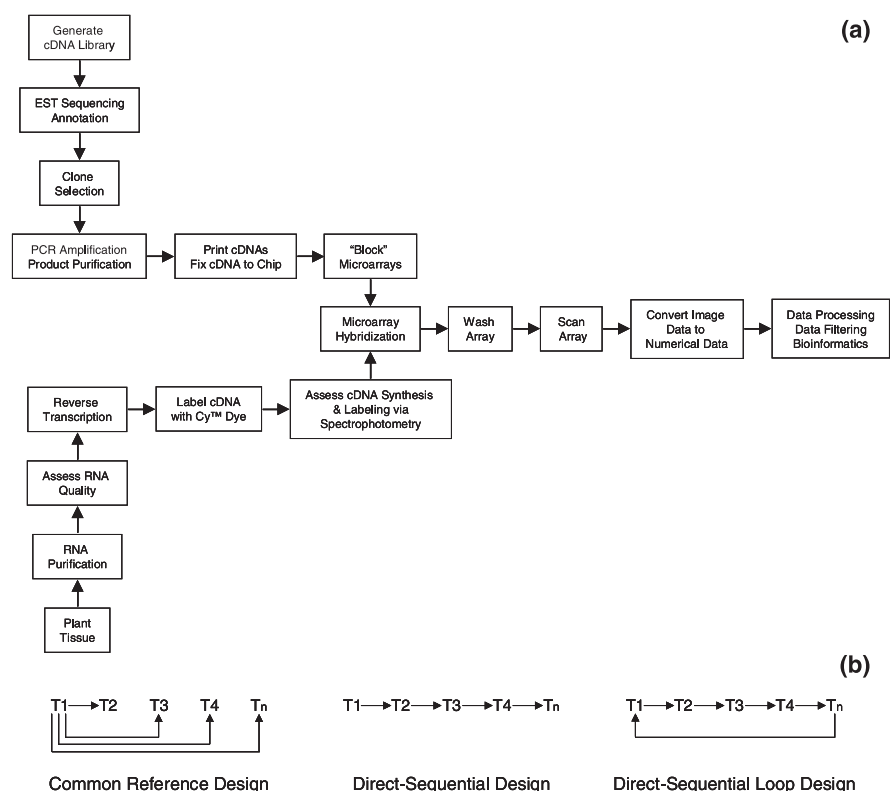 (a)
Generate
cDNA Library
EST Sequencing
Annotation
Clone
Selection
PCR Amplification
Product Purification
Print cDNAs
Fix cDNA to Chip
“Block”
Microarrays
Microarray
Hybridization
Wash
Array
Scan
Array
Convert Image
Data to
Numerical Data
Data Processing
Data Filtering
Bioinformatics
Reverse
Transcription
Label cDNA
with Cy™ Dye
Assess cDNA Synthesis
& Labeling via
Spectrophotometry
Assess RNA
Quality
RNA
Purification
Plant
Tissue
(b)
T1 T2 T3 T4 Tn
Common Reference Design
T1 T2 T3 T4 Tn
Direct-Sequential Design
T1 T2 T3 T4 Tn
Direct-Sequential Loop Design